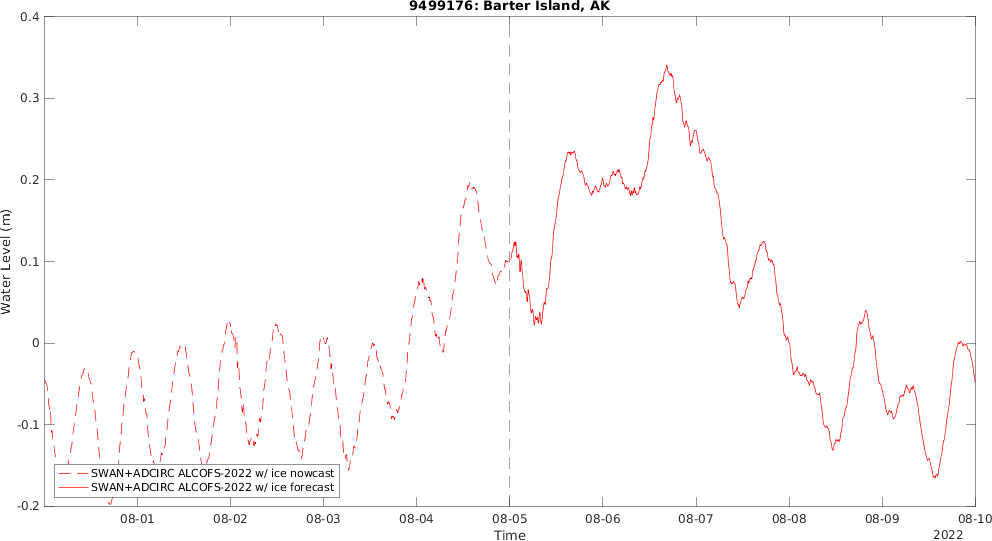 9499176: Barter Island, AK
0.4
0.3
0.2
0.1
0
-0.1
-0.2
Water Level (m)
SWAN+ADCIRC ALCOFS-2022 w/ ice nowcast
SWAN+ADCIRC ALCOFS-2022 w/ ice forecast
08-01 08-02 08-03 08-04 08-05 08-06 08-07 08-08 08-09 08-10
Time
2022